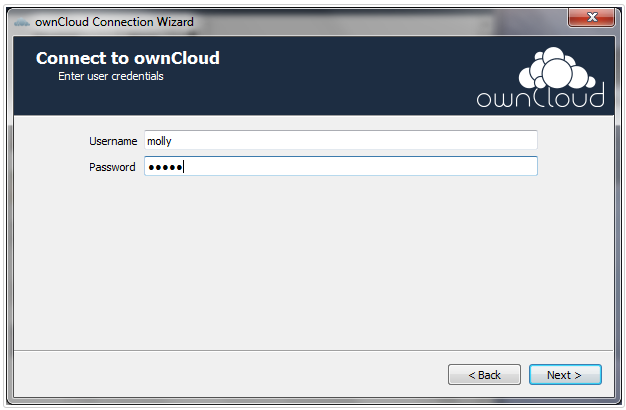 ownCloud Connection Wizard
Connect to ownCloud
Enter user credentials
ownCloud
Username molly
Password •••••
< Back Next >